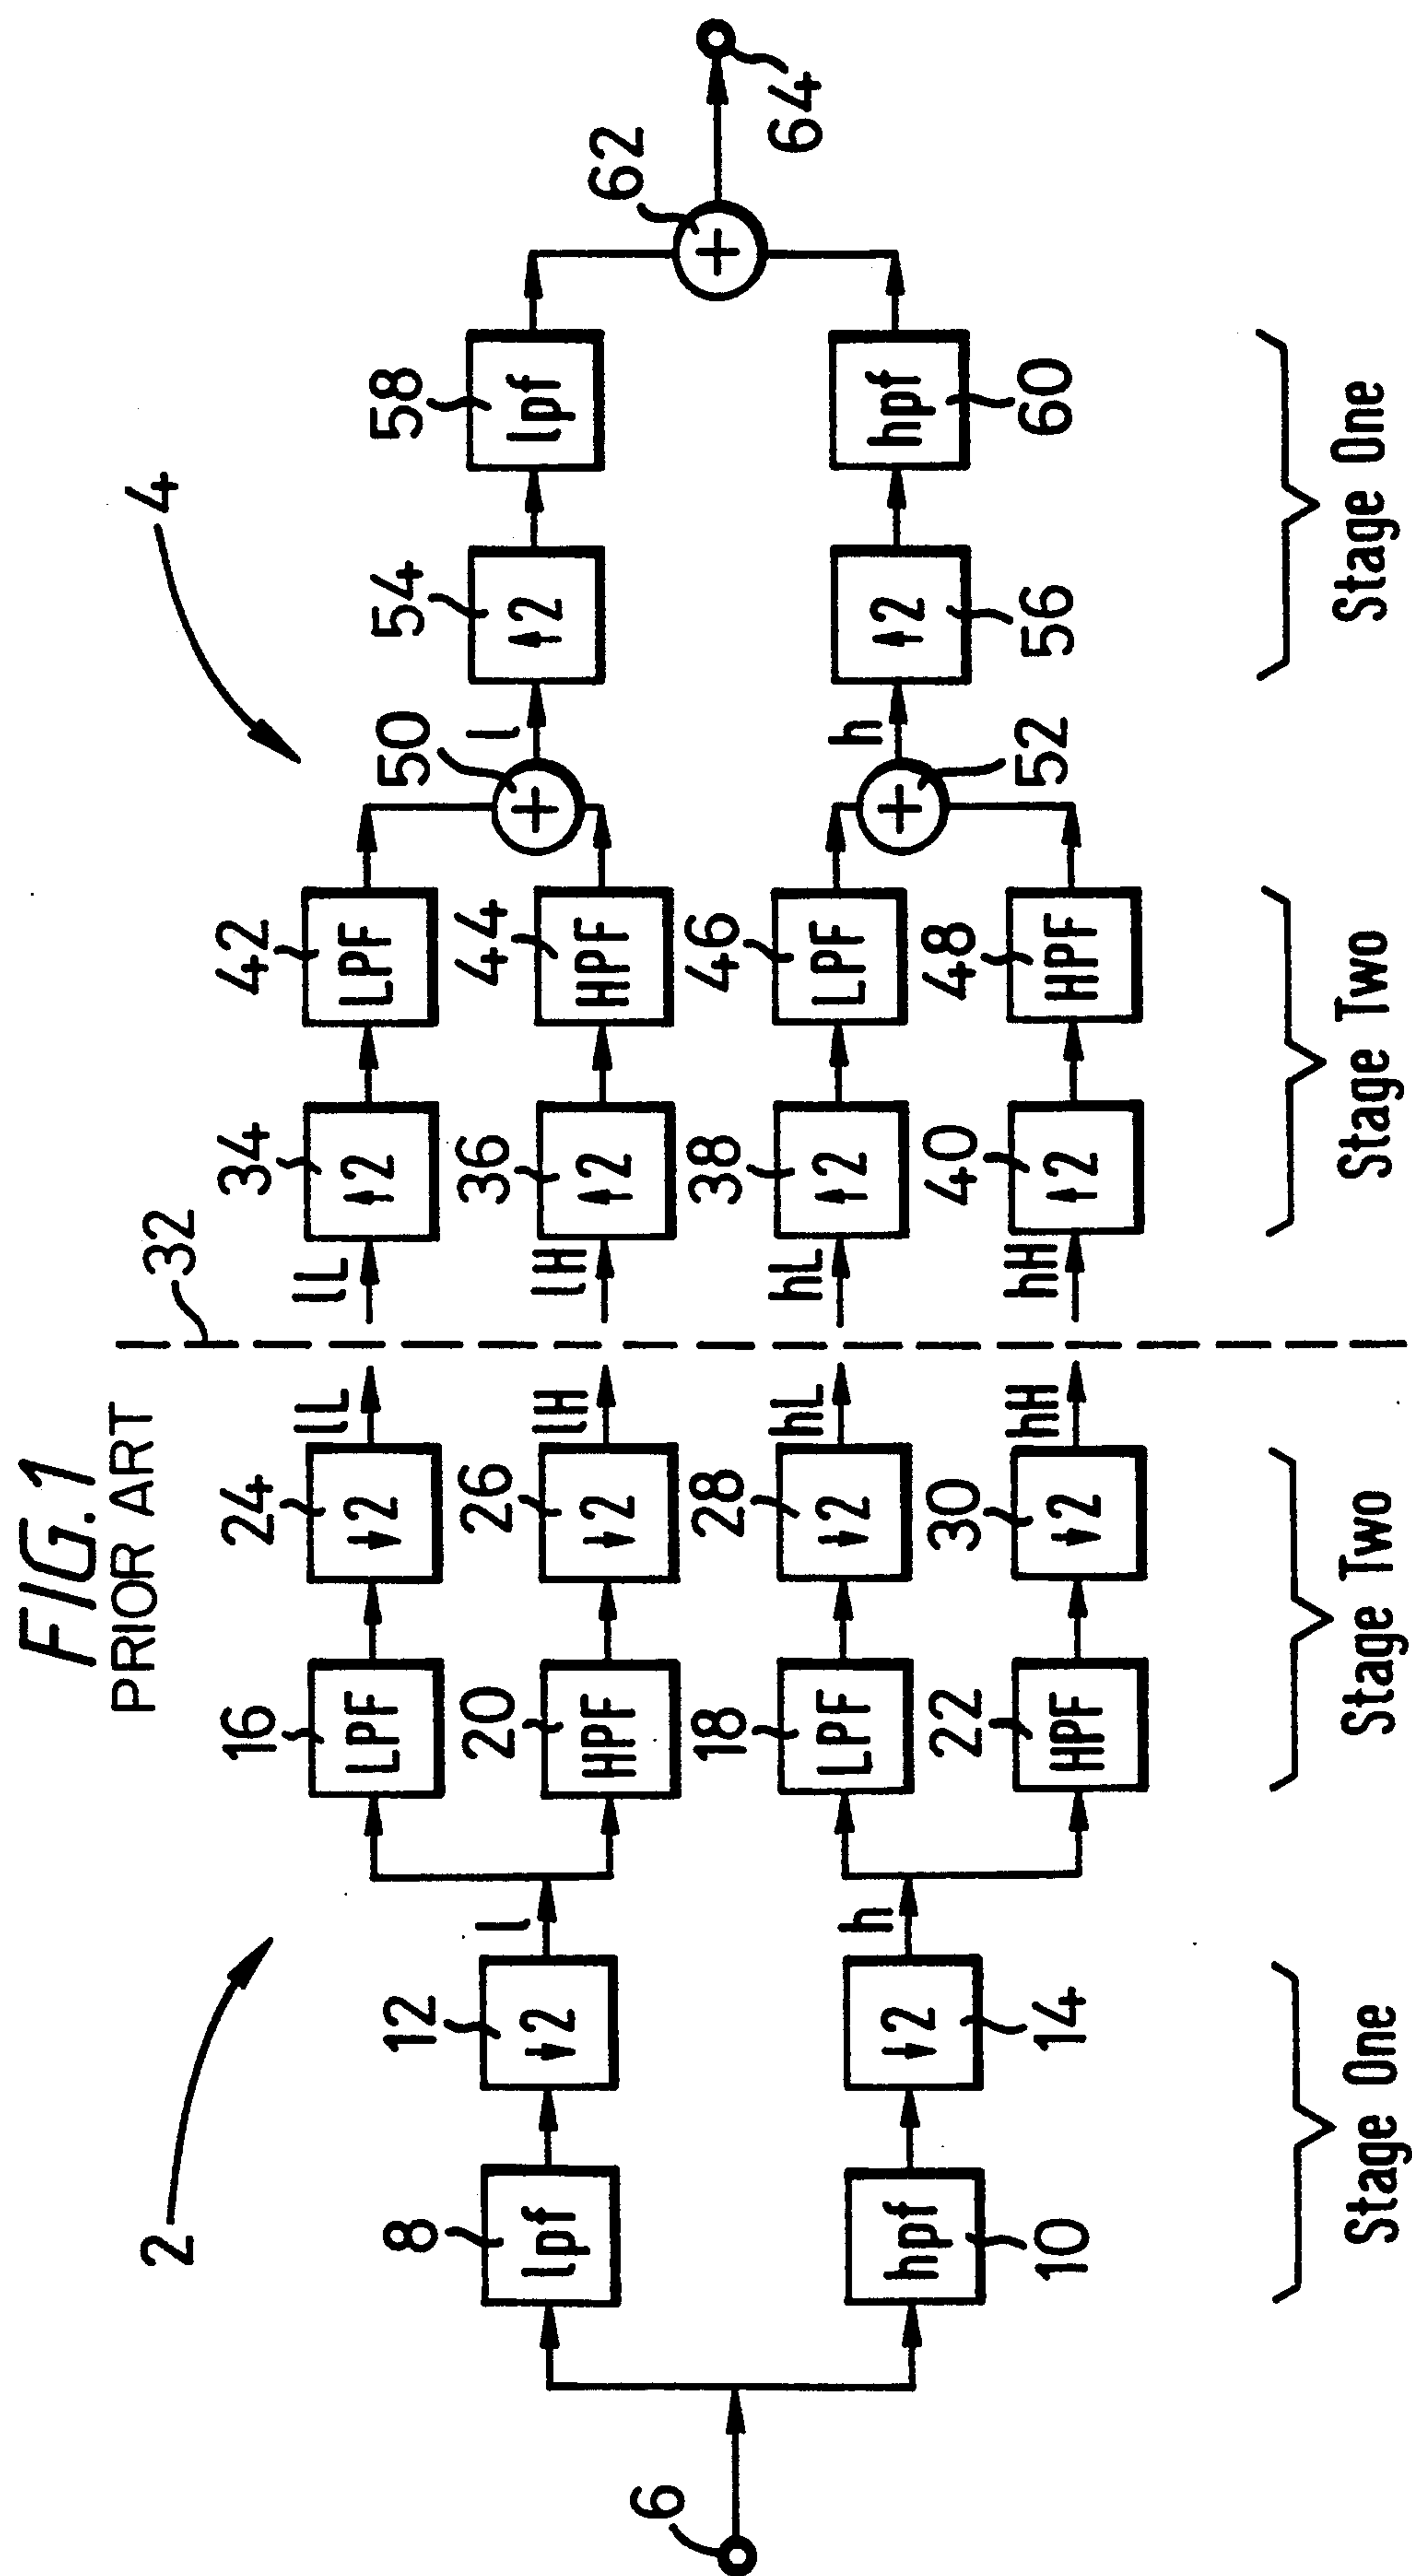 FIG.1
PRIOR ART
2
4
6
8
lpf
12
↓2
l
10
hpf
14
↓2
h
16
LPF
24
↓2
lL
20
HPF
26
↓2
lH
18
LPF
28
↓2
hL
22
HPF
30
↓2
hH
32
lL
34
↑2
42
LPF
lH
36
↑2
44
HPF
hL
38
↑2
46
LPF
hH
40
↑2
48
HPF
50
+
l
52
+
h
54
↑2
58
lpf
56
↑2
60
hpf
62
+
64
Stage One
Stage Two
Stage Two
Stage One